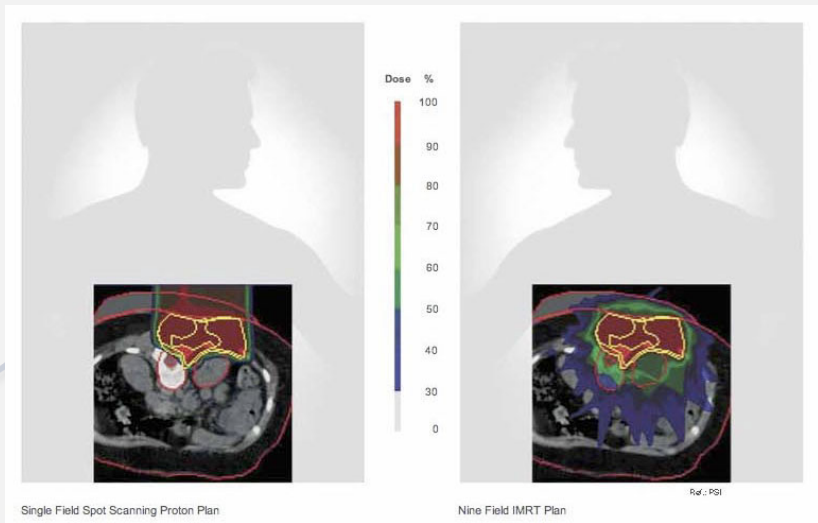 Dose %
100
90
80
70
60
50
40
30
0
Ref.: PSI
Single Field Spot Scanning Proton Plan
Nine Field IMRT Plan